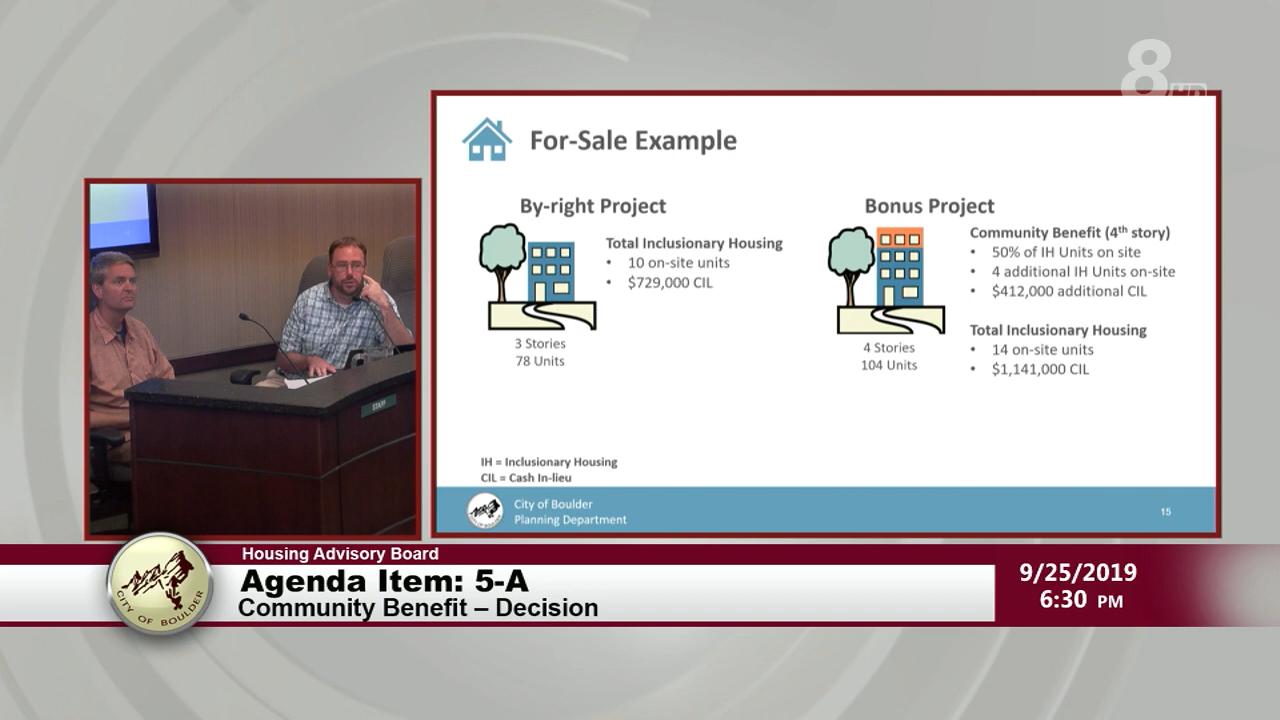 8
HD
For-Sale Example
By-right Project
Total Inclusionary Housing
• 10 on-site units
• $729,000 CIL
3 Stories
78 Units
Bonus Project
Community Benefit (4th story)
• 50% of IH Units on site
• 4 additional IH Units on-site
• $412,000 additional CIL
Total Inclusionary Housing
• 14 on-site units
• $1,141,000 CIL
4 Stories
104 Units
IH = Inclusionary Housing
CIL = Cash In-lieu
City of Boulder
Planning Department
15
STAFF
Housing Advisory Board
Agenda Item: 5-A
Community Benefit – Decision
CITY OF BOULDER
9/25/2019
6:30 PM